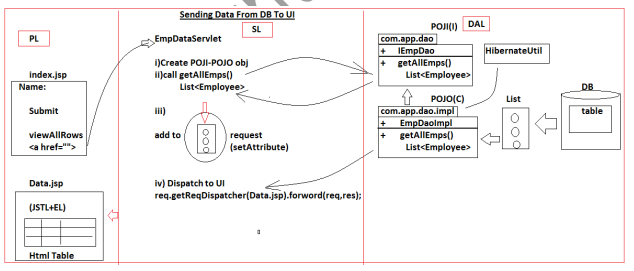 Sending Data From DB To UI
PL
SL
POJI(I)
DAL
EmpDataServlet
com.app.dao
+ IEmpDao
+ getAllEmps()
List<Employee>
HibernateUtil
i)Create POJI-POJO obj
ii)call getAllEmps()
List<Employee>
index.jsp
Name:
Submit
viewAllRows
<a href="">
iii)
add to
request
(setAttribute)
POJO(C)
com.app.dao.impl
+ EmpDaoImpl
+ getAllEmps()
List<Employee>
List
DB
table
Data.jsp
(JSTL+EL)
Html Table
iv) Dispatch to UI
req.getReqDispatcher(Data.jsp).forword(req,res);